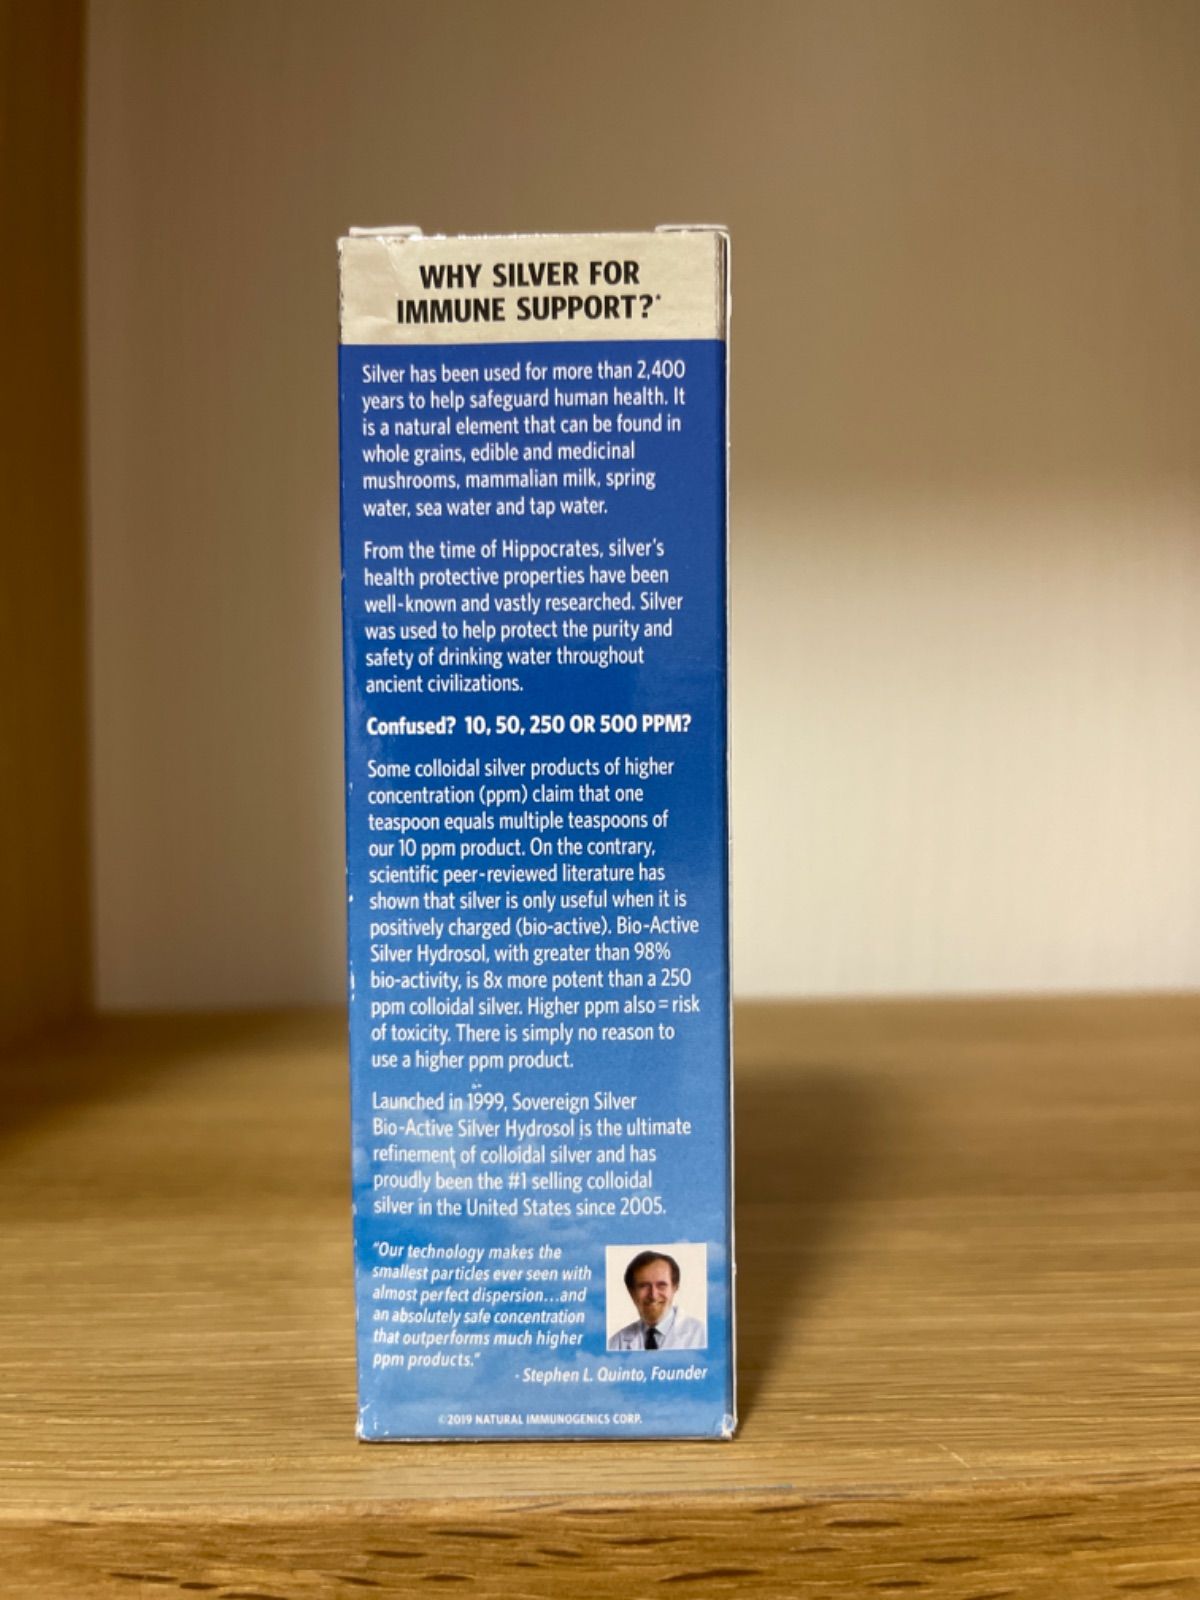 WHY SILVER FOR
IMMUNE SUPPORT?*
Silver has been used for more than 2,400
years to help safeguard human health. It
is a natural element that can be found in
whole grains, edible and medicinal
mushrooms, mammalian milk, spring
water, sea water and tap water.
From the time of Hippocrates, silver's
health protective properties have been
well-known and vastly researched. Silver
was used to help protect the purity and
safety of drinking water throughout
ancient civilizations.
Confused? 10, 50, 250 OR 500 PPM?
Some colloidal silver products of higher
concentration (ppm) claim that one
teaspoon equals multiple teaspoons of
our 10 ppm product. On the contrary,
scientific peer-reviewed literature has
shown that silver is only useful when it is
positively charged (bio-active). Bio-Active
Silver Hydrosol, with greater than 98%
bio-activity, is 8x more potent than a 250
ppm colloidal silver. Higher ppm also = risk
of toxicity. There is simply no reason to
use a higher ppm product.
Launched in 1999, Sovereign Silver
Bio-Active Silver Hydrosol is the ultimate
refinement of colloidal silver and has
proudly been the #1 selling colloidal
silver in the United States since 2005.
"Our technology makes the
smallest particles ever seen with
almost perfect dispersion...and
an absolutely safe concentration
that outperforms much higher
ppm products."
- Stephen L. Quinto, Founder
©2019 NATURAL IMMUNOGENICS CORP.